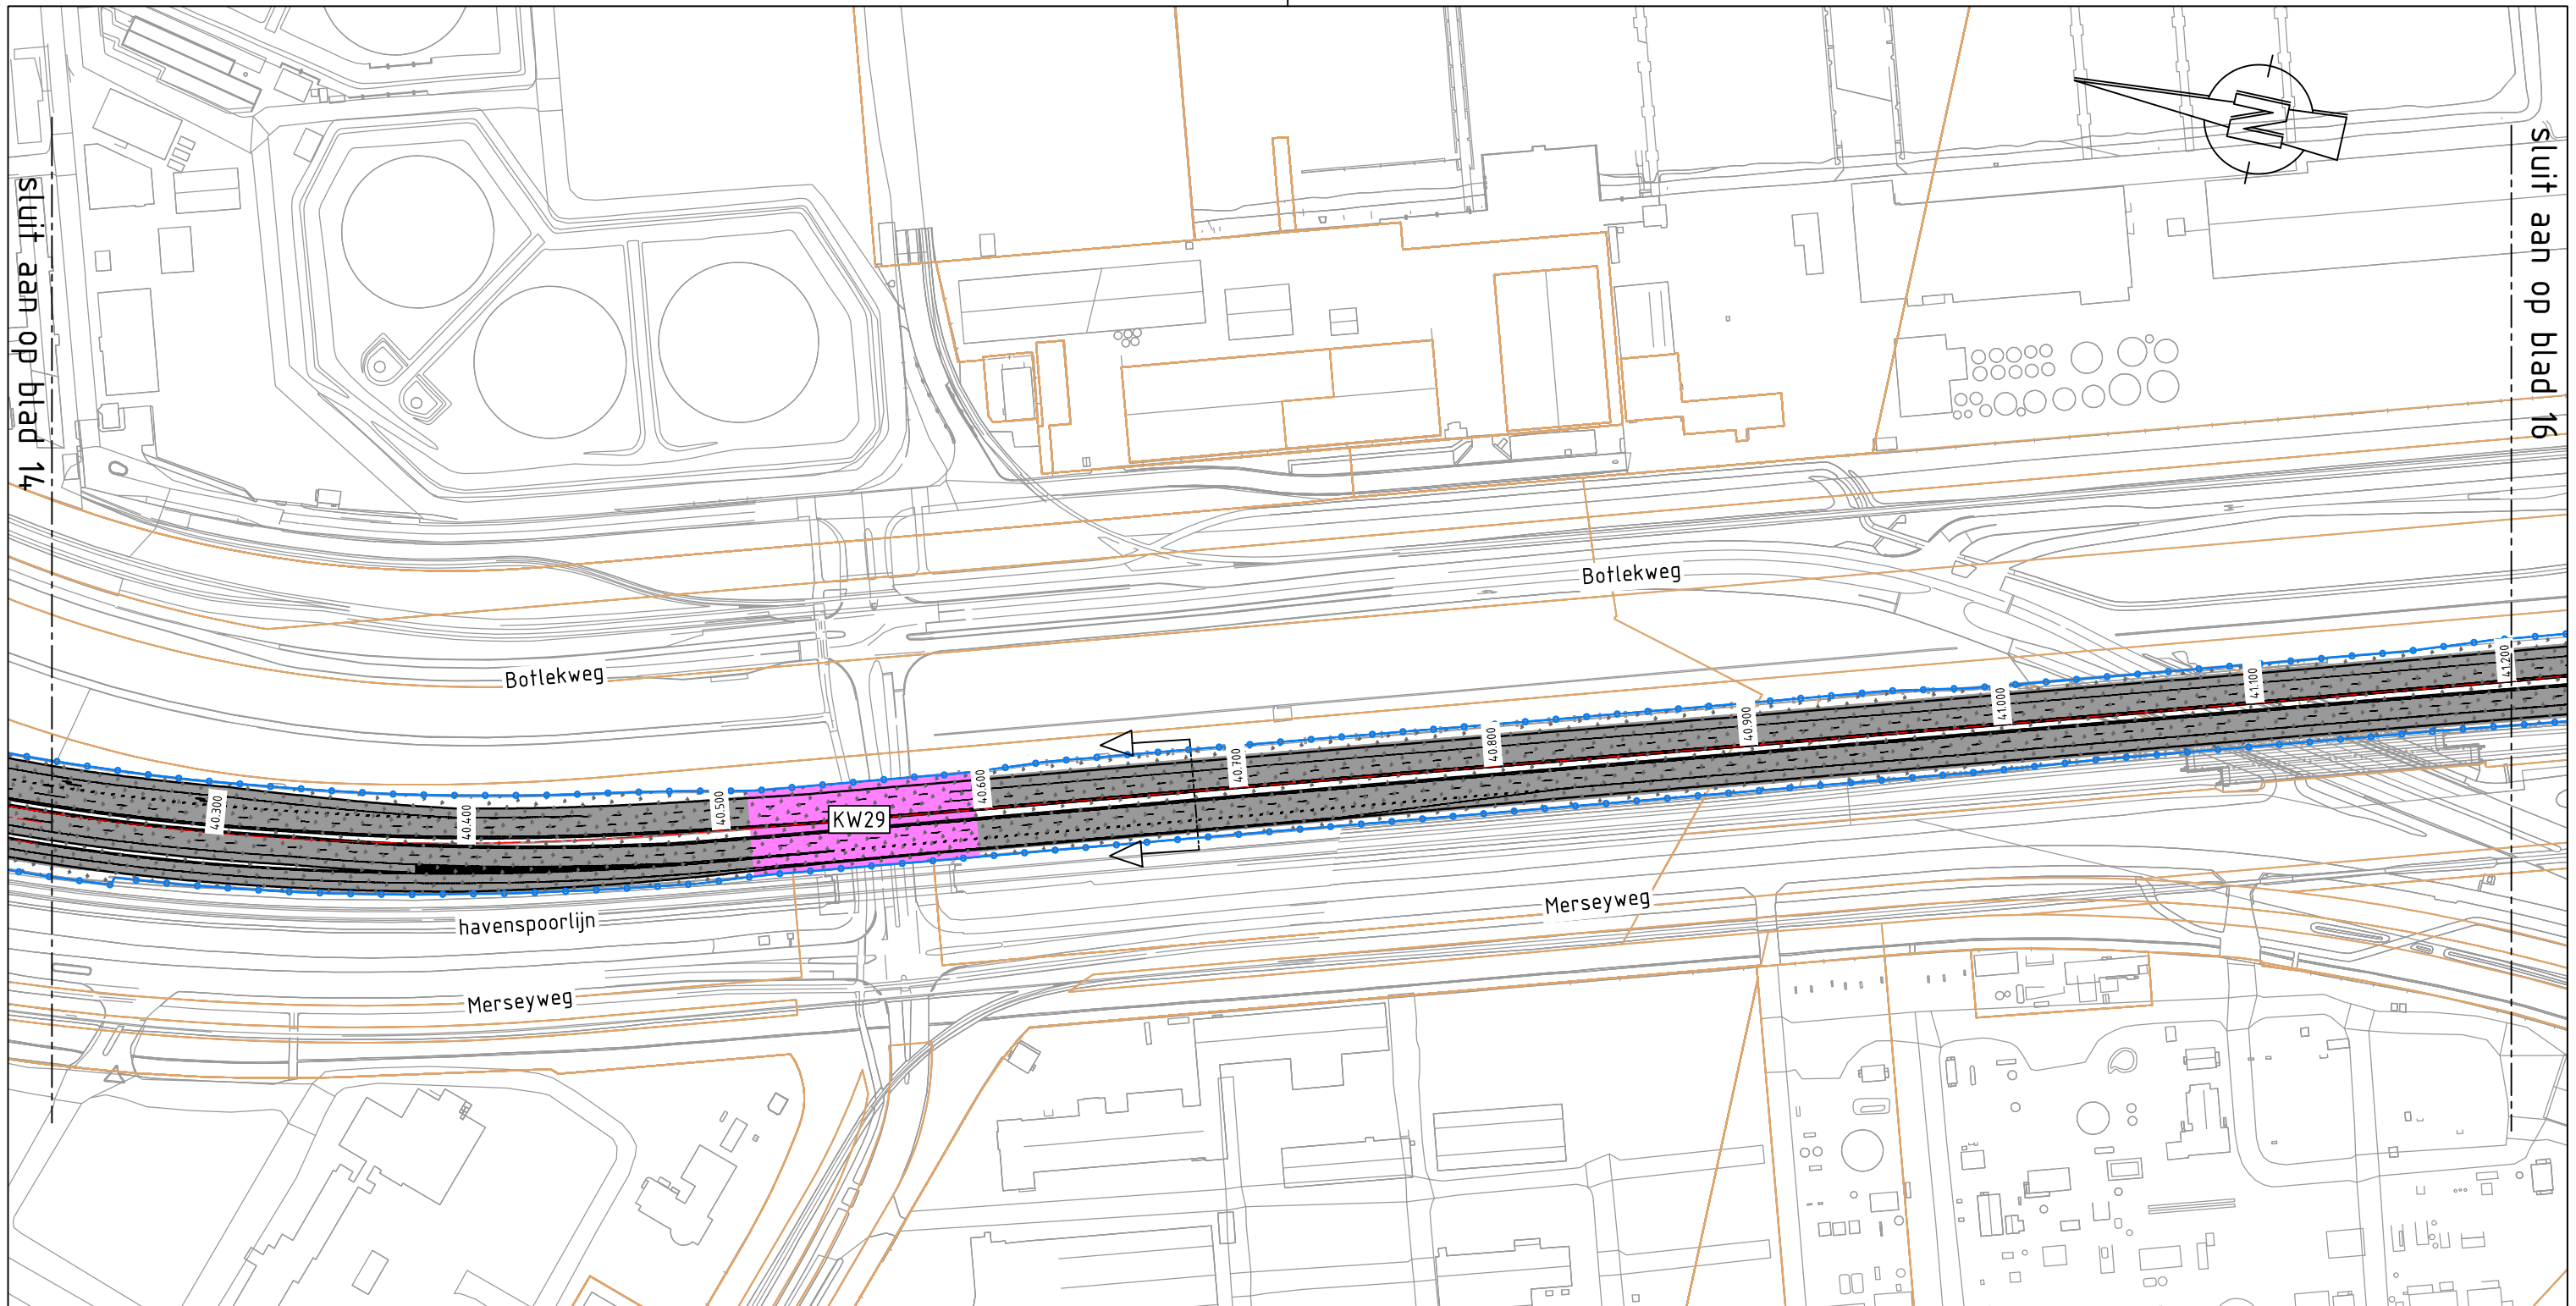 sluit aan op blad 14
sluit aan op blad 16
N
Botlekweg
Botlekweg
40.300
40.400
40.500
KW29
40.600
40.700
40.800
40.900
41.000
41.100
41.200
havenspoorlijn
Merseyweg
Merseyweg